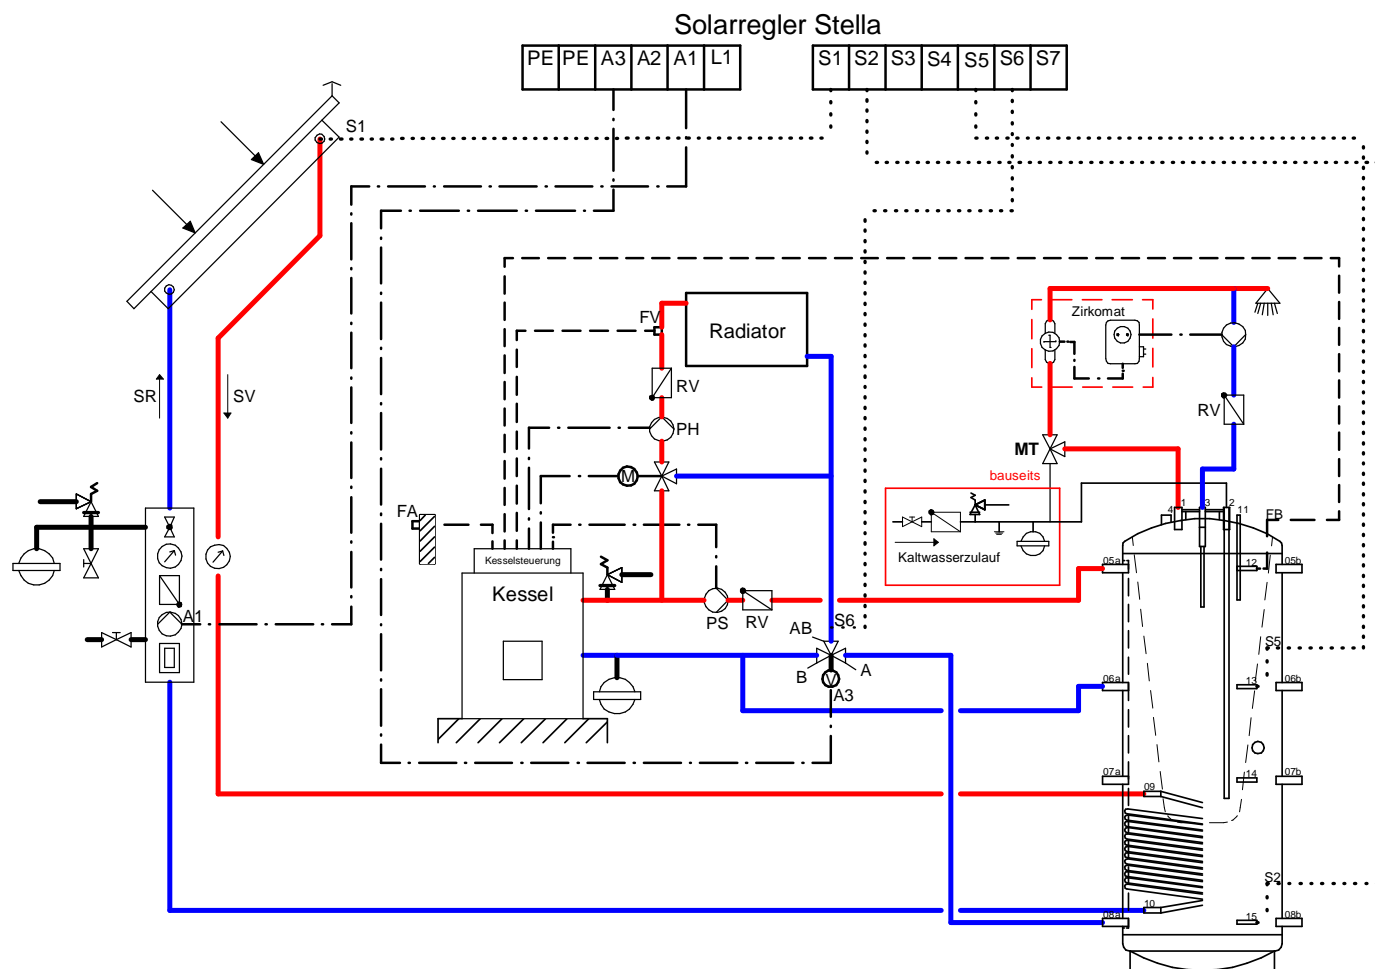 Solarregler Stella
PE PE A3 A2 A1 L1 S1 S2 S3 S4 S5 S6 S7
S1
Zirkomat
FV
Radiator
SR SV
RV
RV
PH
MT
bauseits
M
FA
1 3 2
4 11 FB
Kaltwasserzulauf
Kesselsteuerung
05a 12 05b
Kessel
A1
PS RV
S6
AB
S5
B A
V
A3
06a 13 06b
07a 14 07b
09
S2
10
08a 15 08b